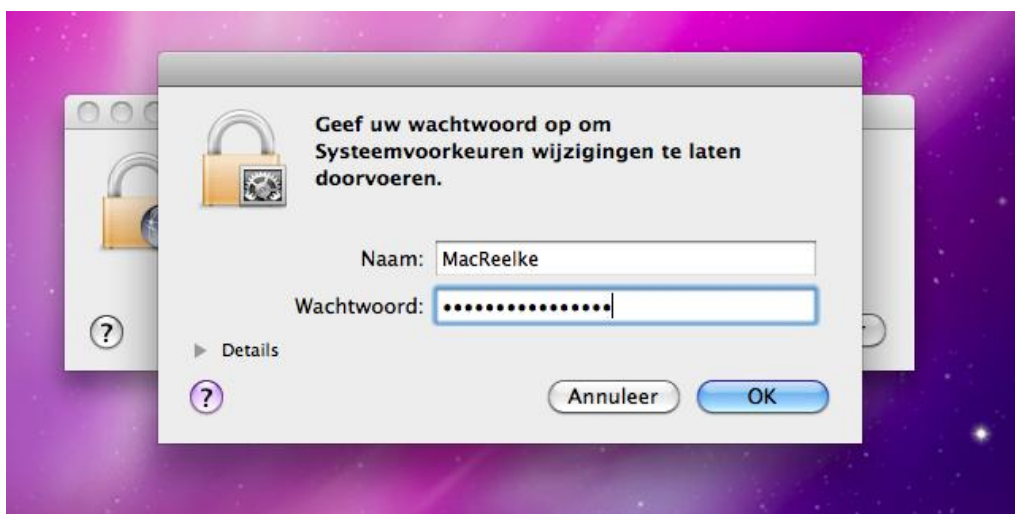 Geef uw wachtwoord op om
Systeemvoorkeuren wijzigingen te laten
doorvoeren.
Naam: MacReelke
Wachtwoord: ••••••••••••••••
Details
? Annuleer OK
?